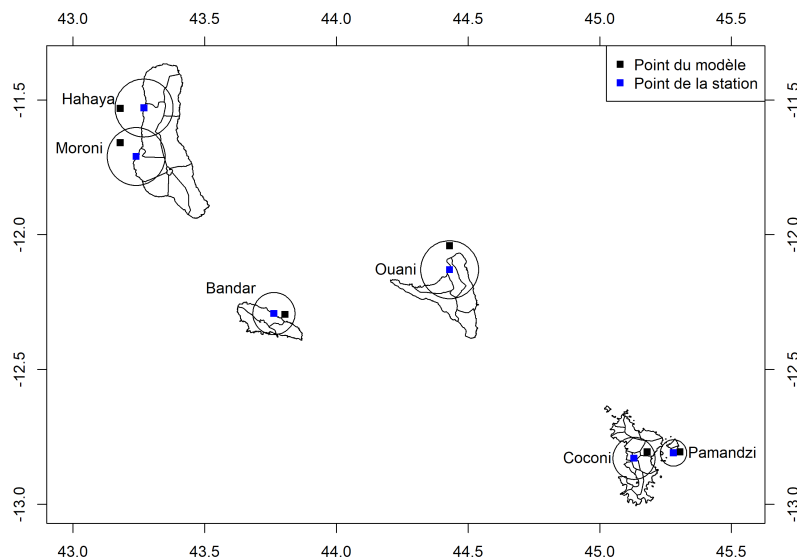 43.0 43.5 44.0 44.5 45.0 45.5
Point du modèle
Point de la station
-11.5 -11.5
Hahaya
Moroni
-12.0 -12.0
Ouani
Bandar
-12.5 -12.5
Coconi Pamandzi
-13.0 -13.0
43.0 43.5 44.0 44.5 45.0 45.5